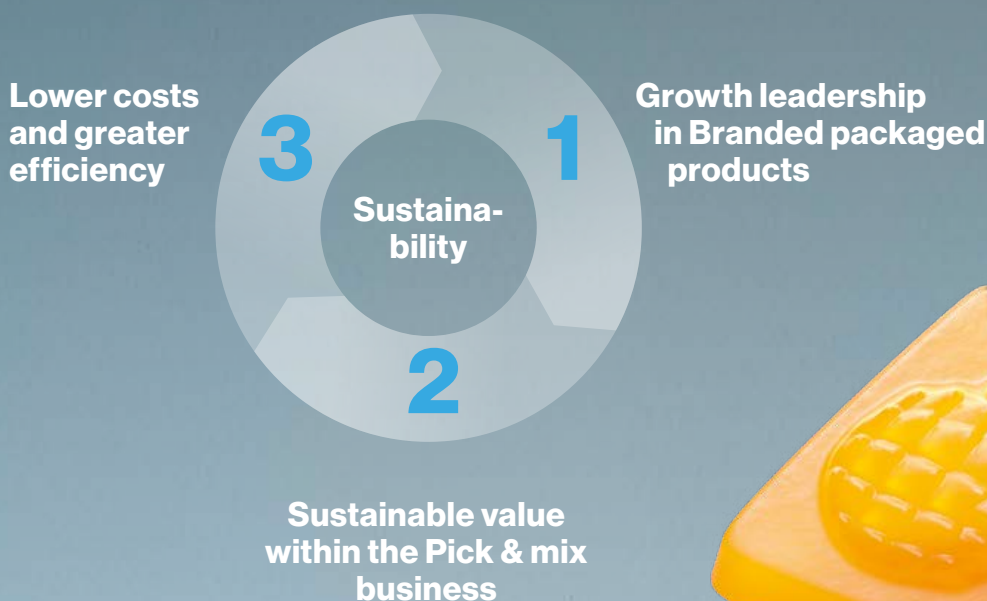 Lower costs
and greater
efficiency
3
1
Growth leadership
in Branded packaged
products
Sustaina-
bility
2
Sustainable value
within the Pick & mix
business